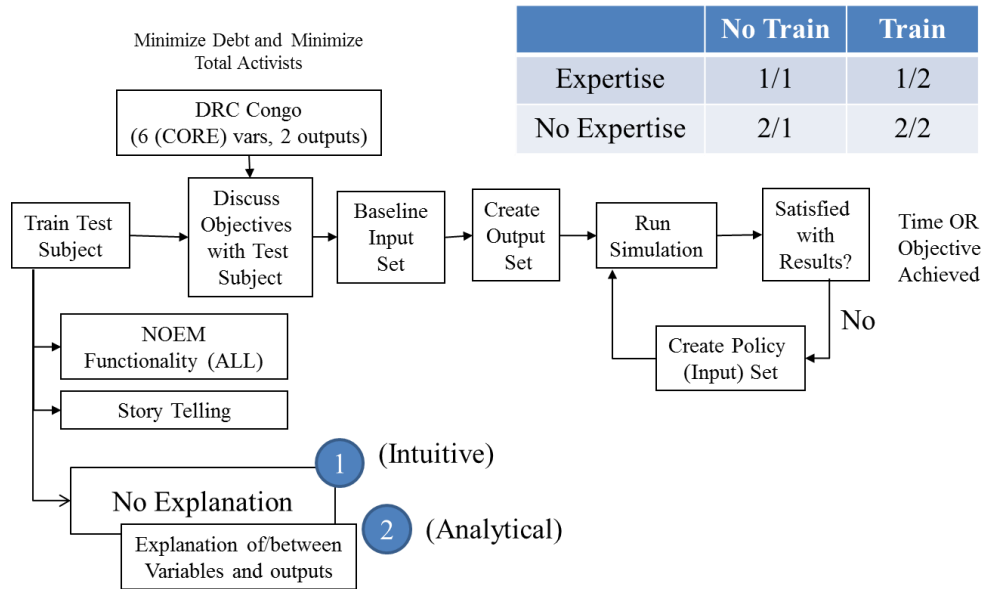 Minimize Debt and Minimize
Total Activists
No Train
Train
Expertise
1/1
1/2
No Expertise
2/1
2/2
DRC Congo
(6 (CORE) vars, 2 outputs)
Train Test
Subject
Discuss
Objectives
with Test
Subject
Baseline
Input
Set
Create
Output
Set
Run
Simulation
Satisfied
with
Results?
Time OR
Objective
Achieved
No
Create Policy
(Input) Set
NOEM
Functionality (ALL)
Story Telling
1
(Intuitive)
No Explanation
2
(Analytical)
Explanation of/between
Variables and outputs